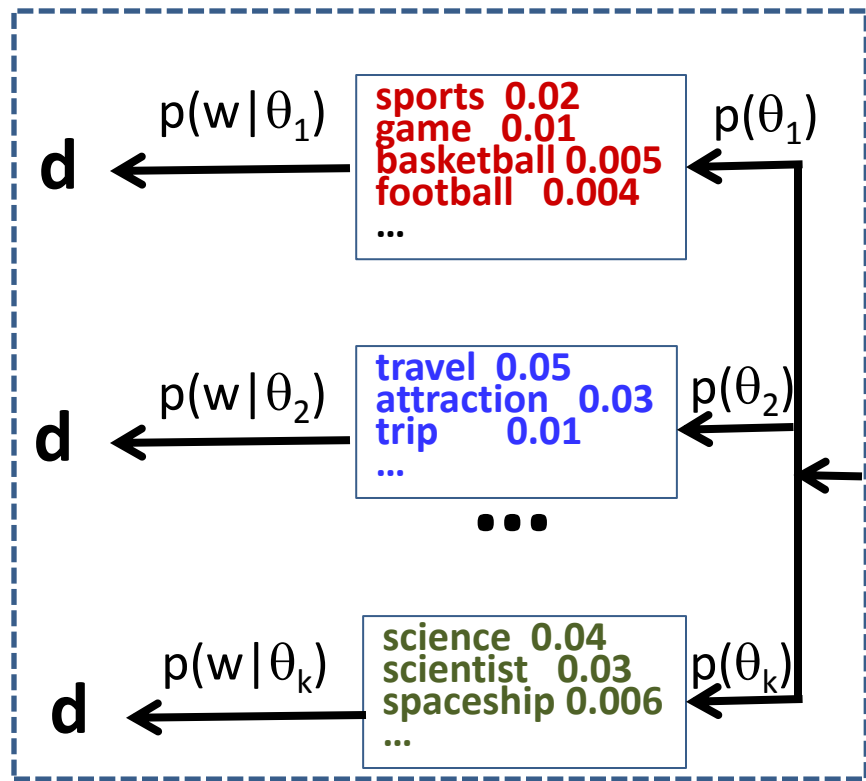 sports 0.02
p(w|θ₁)
game 0.01
p(θ₁)
d
basketball 0.005
football 0.004
...
travel 0.05
p(w|θ₂)
attraction 0.03
p(θ₂)
d
trip 0.01
...
...
science 0.04
p(w|θₖ)
scientist 0.03
p(θₖ)
d
spaceship 0.006
...